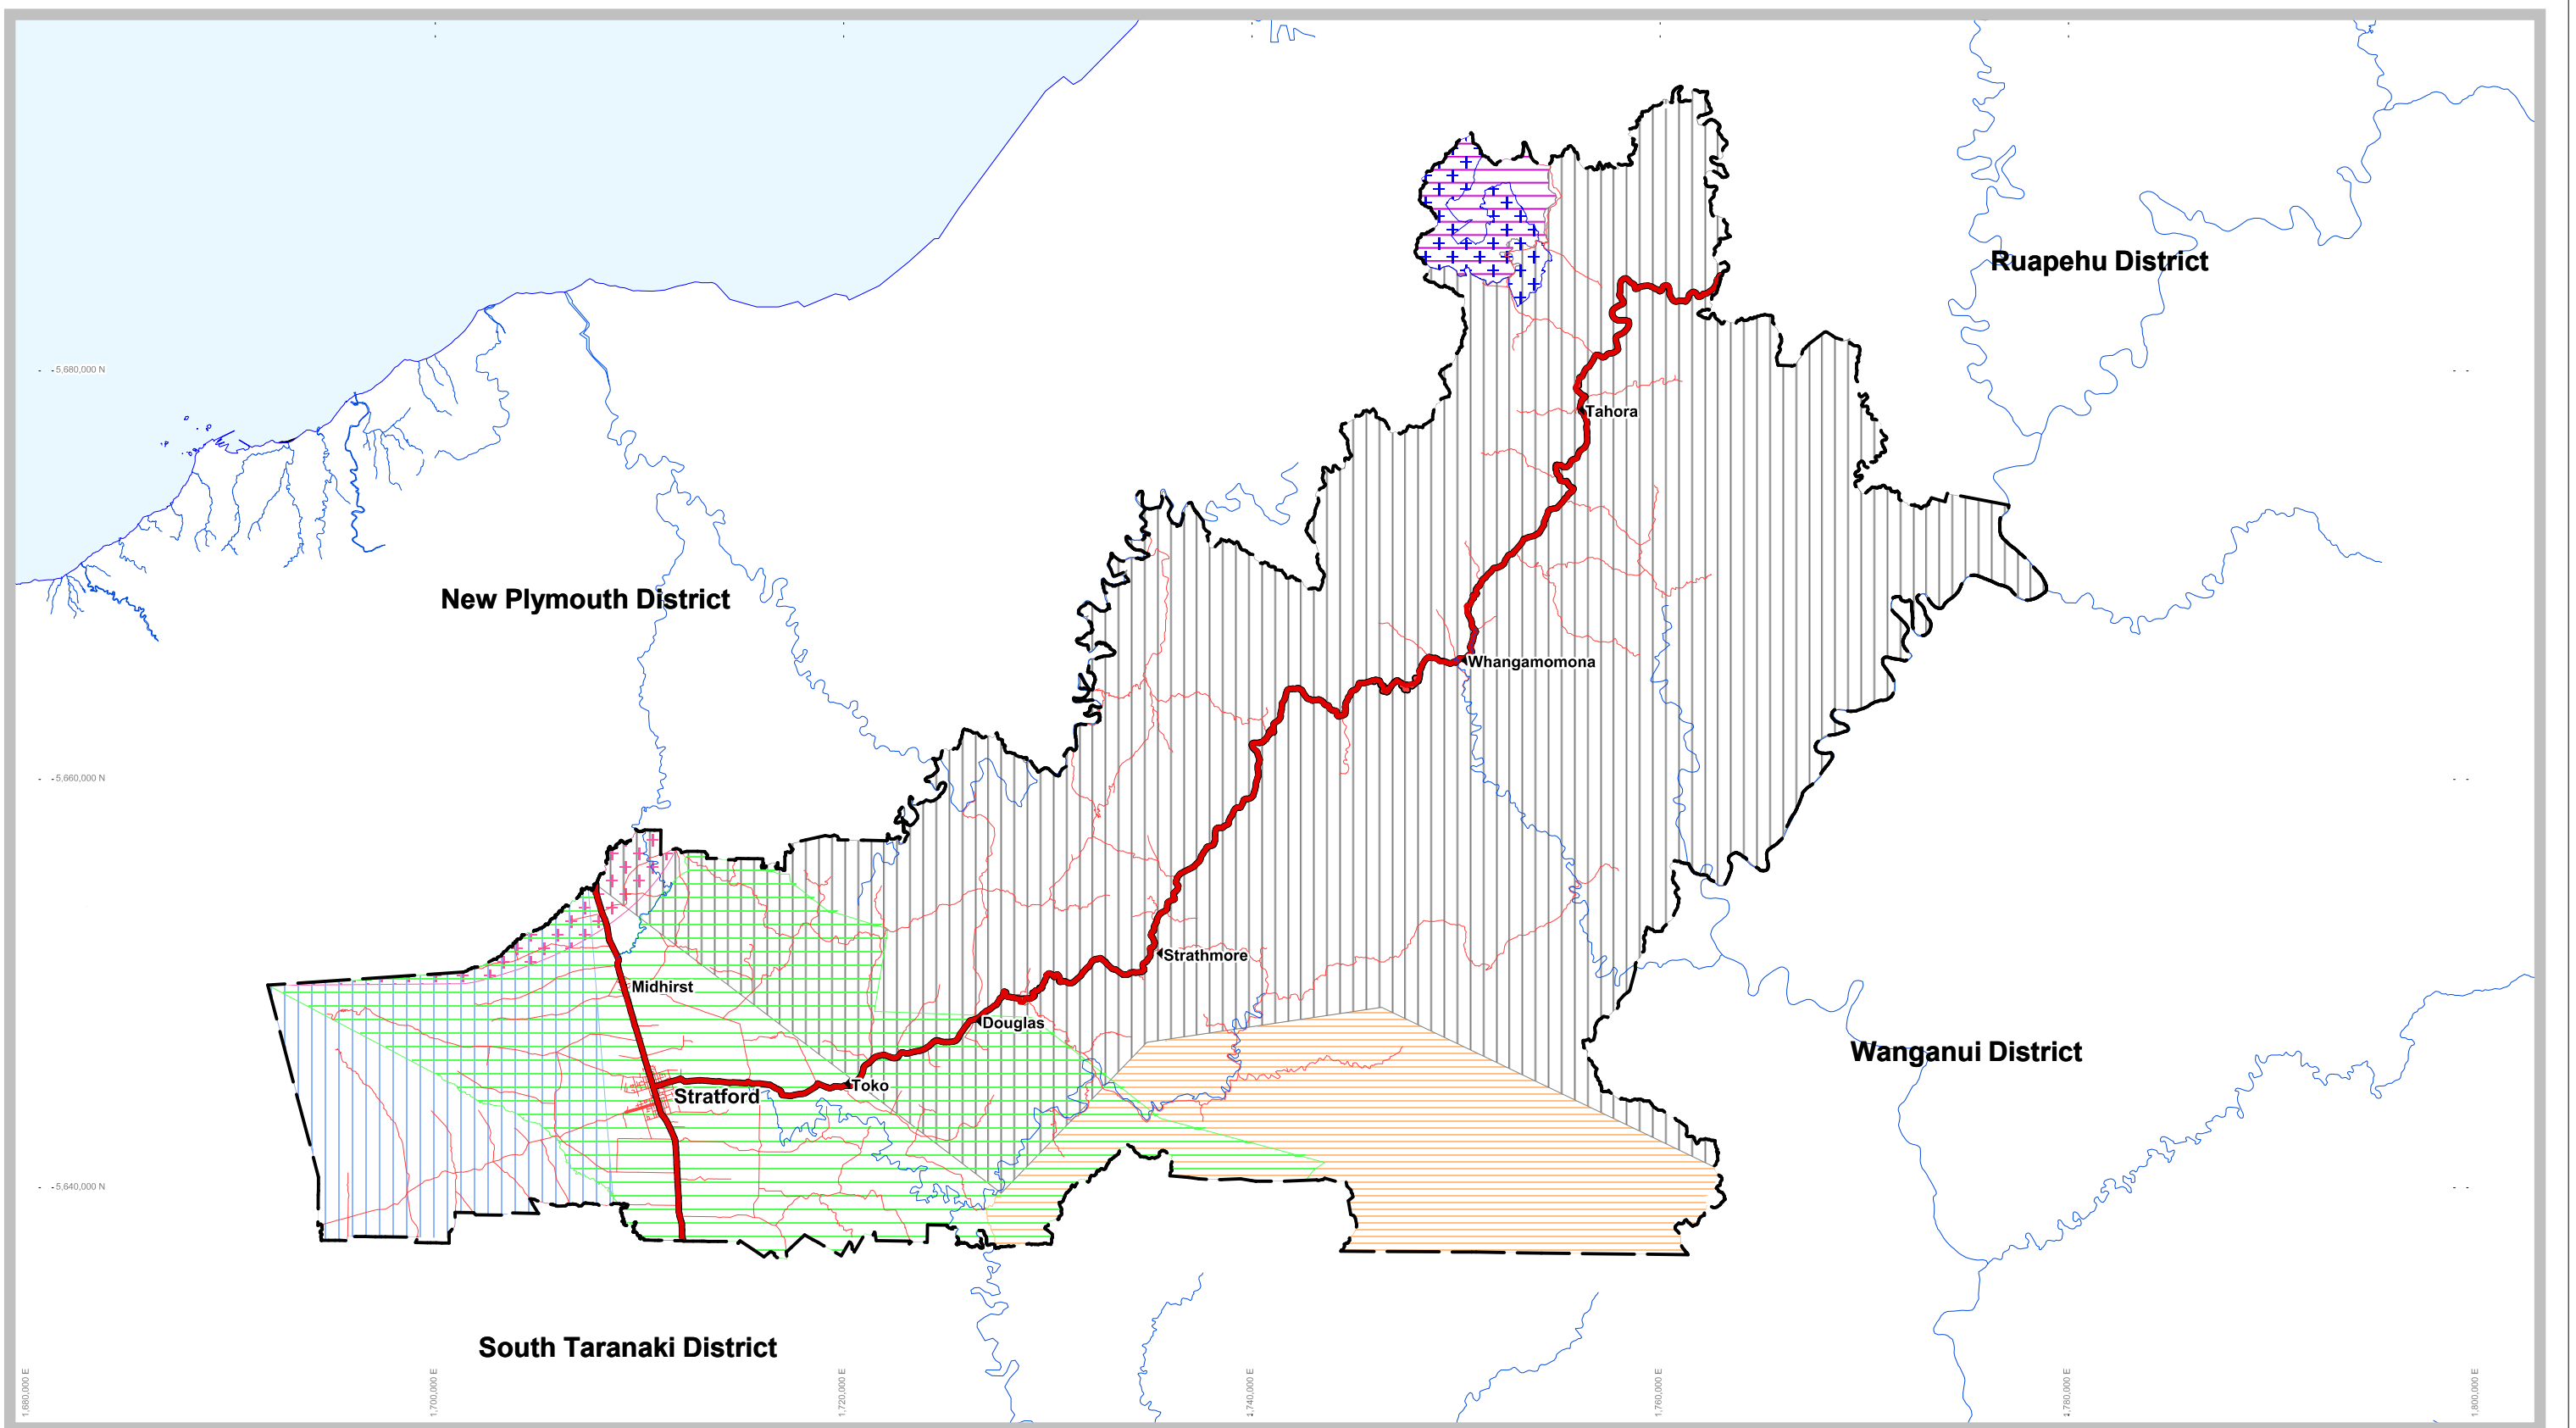 Ruapehu District
5,680,000 N
Tahora
New Plymouth District
Whangamomona
5,660,000 N
Strathmore
Midhirst
Douglas
Wanganui District
Toko
Stratford
5,640,000 N
South Taranaki District
1,680,000 E
1,700,000 E
1,720,000 E
1,740,000 E
1,760,000 E
1,780,000 E
1,800,000 E